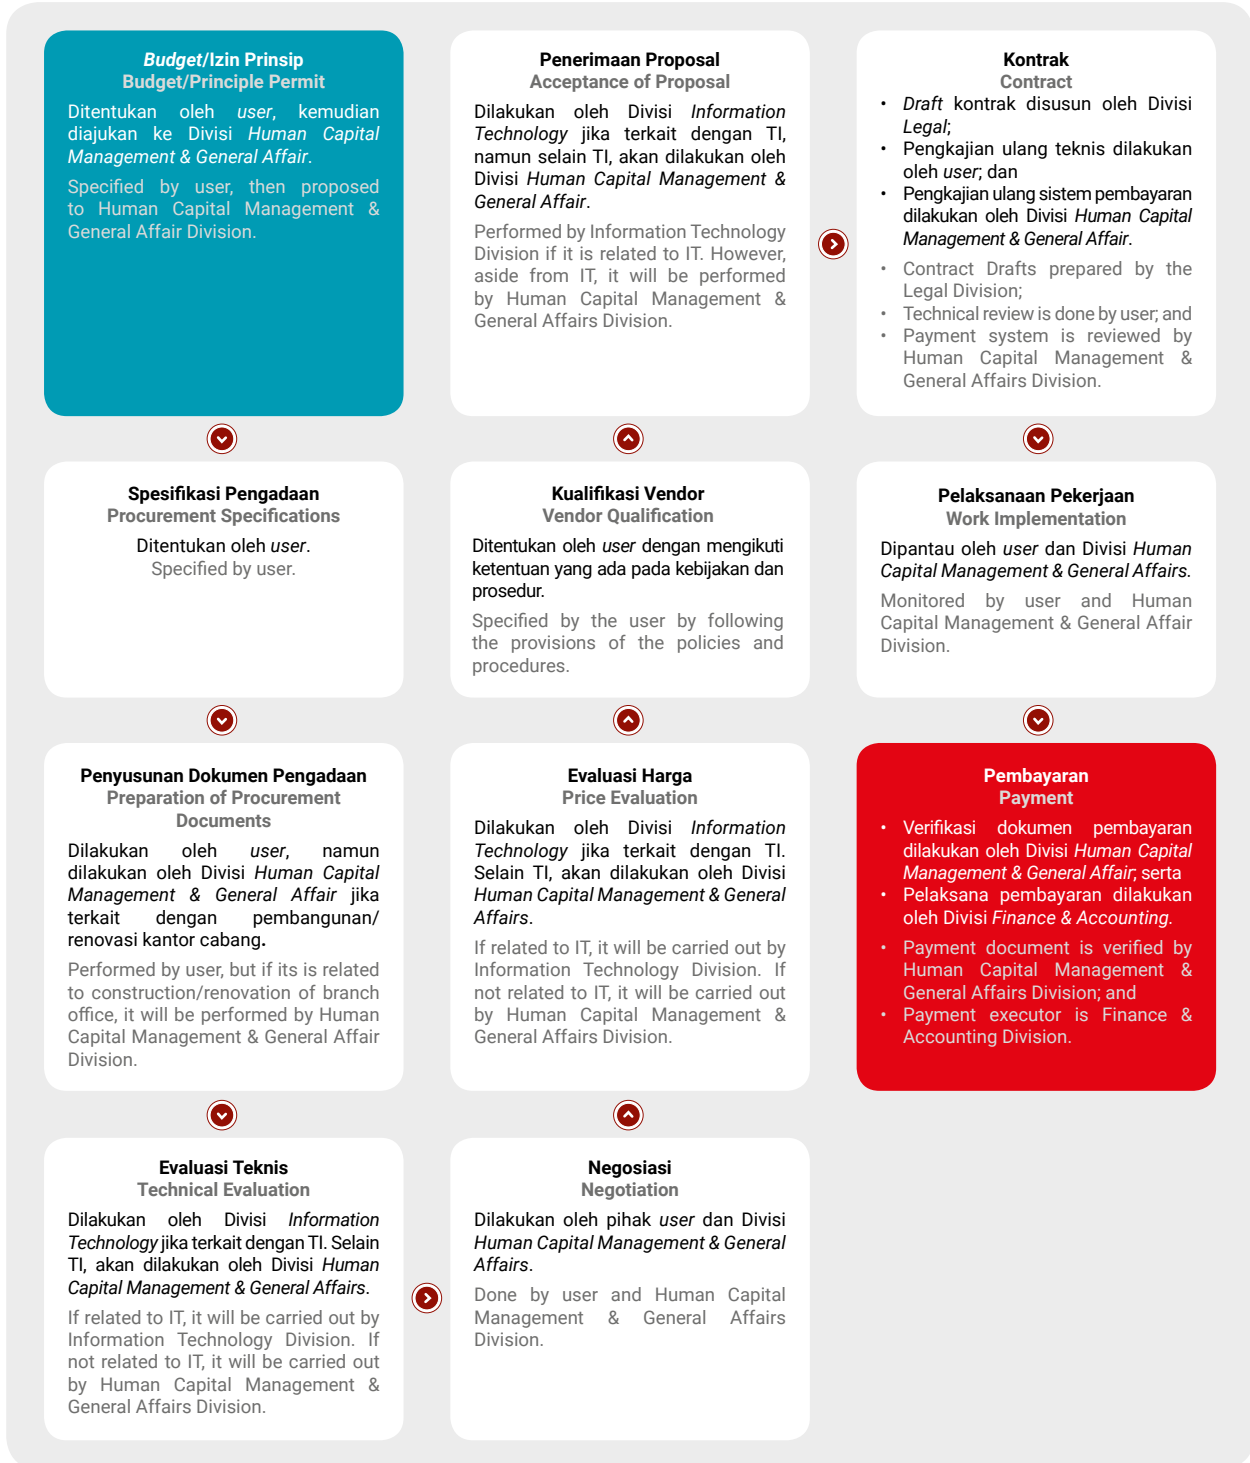 Budget/Izin Prinsip
Budget/Principle Permit
Ditentukan oleh user, kemudian
diajukan ke Divisi Human Capital
Management & General Affair.
Specified by user, then proposed
to Human Capital Management &
General Affair Division.
Spesifikasi Pengadaan
Procurement Specifications
Ditentukan oleh user.
Specified by user.
Penyusunan Dokumen Pengadaan
Preparation of Procurement
Documents
Dilakukan oleh user, namun
dilakukan oleh Divisi Human Capital
Management & General Affair jika
terkait dengan pembangunan/
renovasi kantor cabang.
Performed by user, but if its is related
to construction/renovation of branch
office, it will be performed by Human
Capital Management & General Affair
Division.
Evaluasi Teknis
Technical Evaluation
Dilakukan oleh Divisi Information
Technology jika terkait dengan TI. Selain
TI, akan dilakukan oleh Divisi Human
Capital Management & General Affairs.
If related to IT, it will be carried out by
Information Technology Division. If
not related to IT, it will be carried out
by Human Capital Management &
General Affairs Division.
Negosiasi
Negotiation
Dilakukan oleh pihak user dan Divisi
Human Capital Management & General
Affairs.
Done by user and Human Capital
Management & General Affairs
Division.
Evaluasi Harga
Price Evaluation
Dilakukan oleh Divisi Information
Technology jika terkait dengan TI.
Selain TI, akan dilakukan oleh Divisi
Human Capital Management & General
Affairs.
If related to IT, it will be carried out by
Information Technology Division. If
not related to IT, it will be carried out
by Human Capital Management &
General Affairs Division.
Kualifikasi Vendor
Vendor Qualification
Ditentukan oleh user dengan mengikuti
ketentuan yang ada pada kebijakan dan
prosedur.
Specified by the user by following
the provisions of the policies and
procedures.
Penerimaan Proposal
Acceptance of Proposal
Dilakukan oleh Divisi Information
Technology jika terkait dengan TI,
namun selain TI, akan dilakukan oleh
Divisi Human Capital Management &
General Affair.
Performed by Information Technology
Division if it is related to IT. However,
aside from IT, it will be performed
by Human Capital Management &
General Affairs Division.
Kontrak
Contract
• Draft kontrak disusun oleh Divisi
Legal;
• Pengkajian ulang teknis dilakukan
oleh user; dan
• Pengkajian ulang sistem pembayaran
dilakukan oleh Divisi Human Capital
Management & General Affair.
• Contract Drafts prepared by the
Legal Division;
• Technical review is done by user; and
• Payment system is reviewed by
Human Capital Management &
General Affairs Division.
Pelaksanaan Pekerjaan
Work Implementation
Dipantau oleh user dan Divisi Human
Capital Management & General Affairs.
Monitored by user and Human
Capital Management & General Affair
Division.
Pembayaran
Payment
• Verifikasi dokumen pembayaran
dilakukan oleh Divisi Human Capital
Management & General Affair; serta
• Pelaksana pembayaran dilakukan
oleh Divisi Finance & Accounting.
• Payment document is verified by
Human Capital Management &
General Affairs Division; and
• Payment executor is Finance &
Accounting Division.